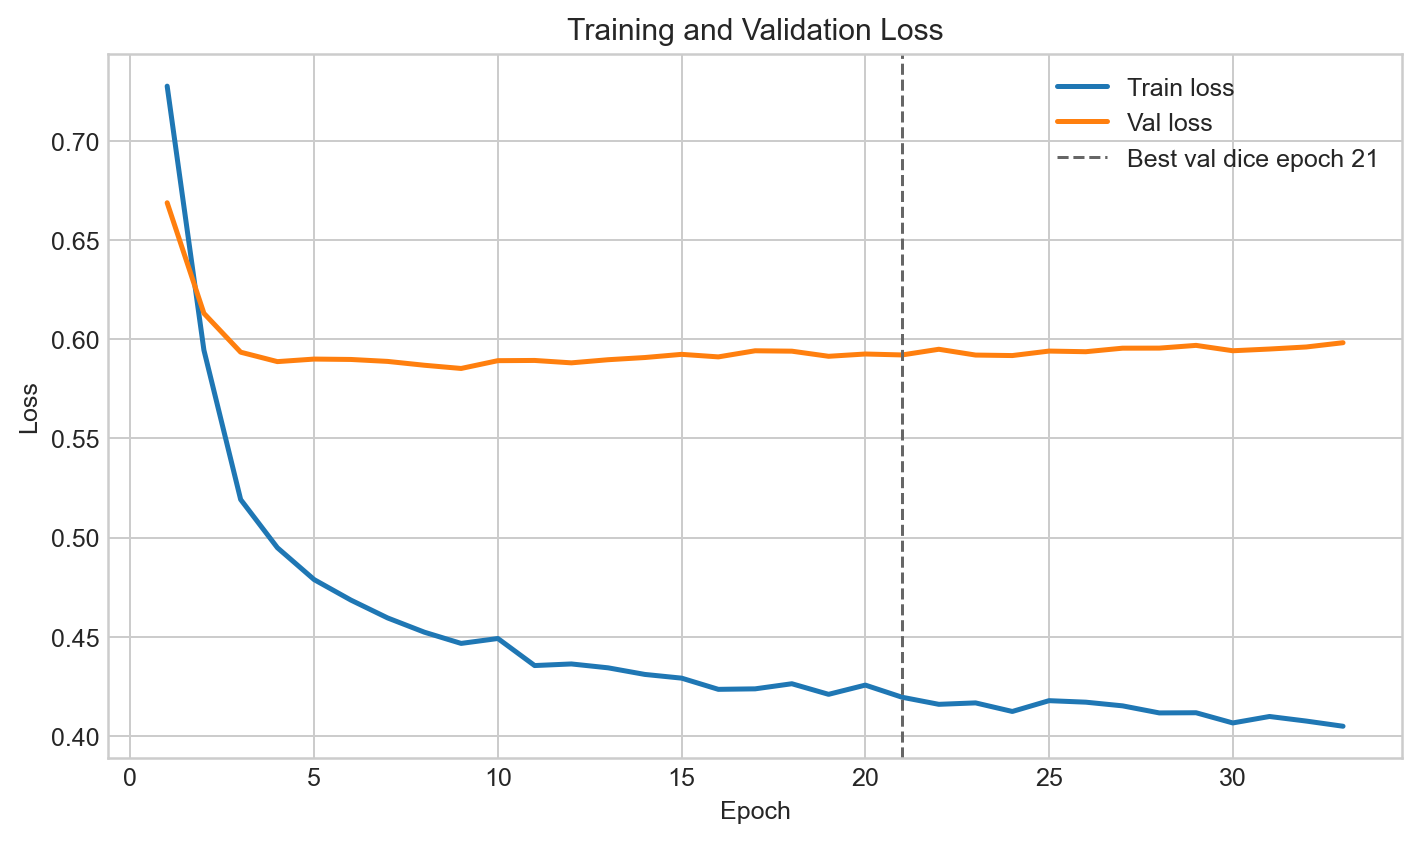 Training and Validation Loss
Train loss
Val loss
Best val dice epoch 21
0.70
0.65
0.60
0.55
0.50
0.45
0.40
Loss
0 5 10 15 20 25 30
Epoch